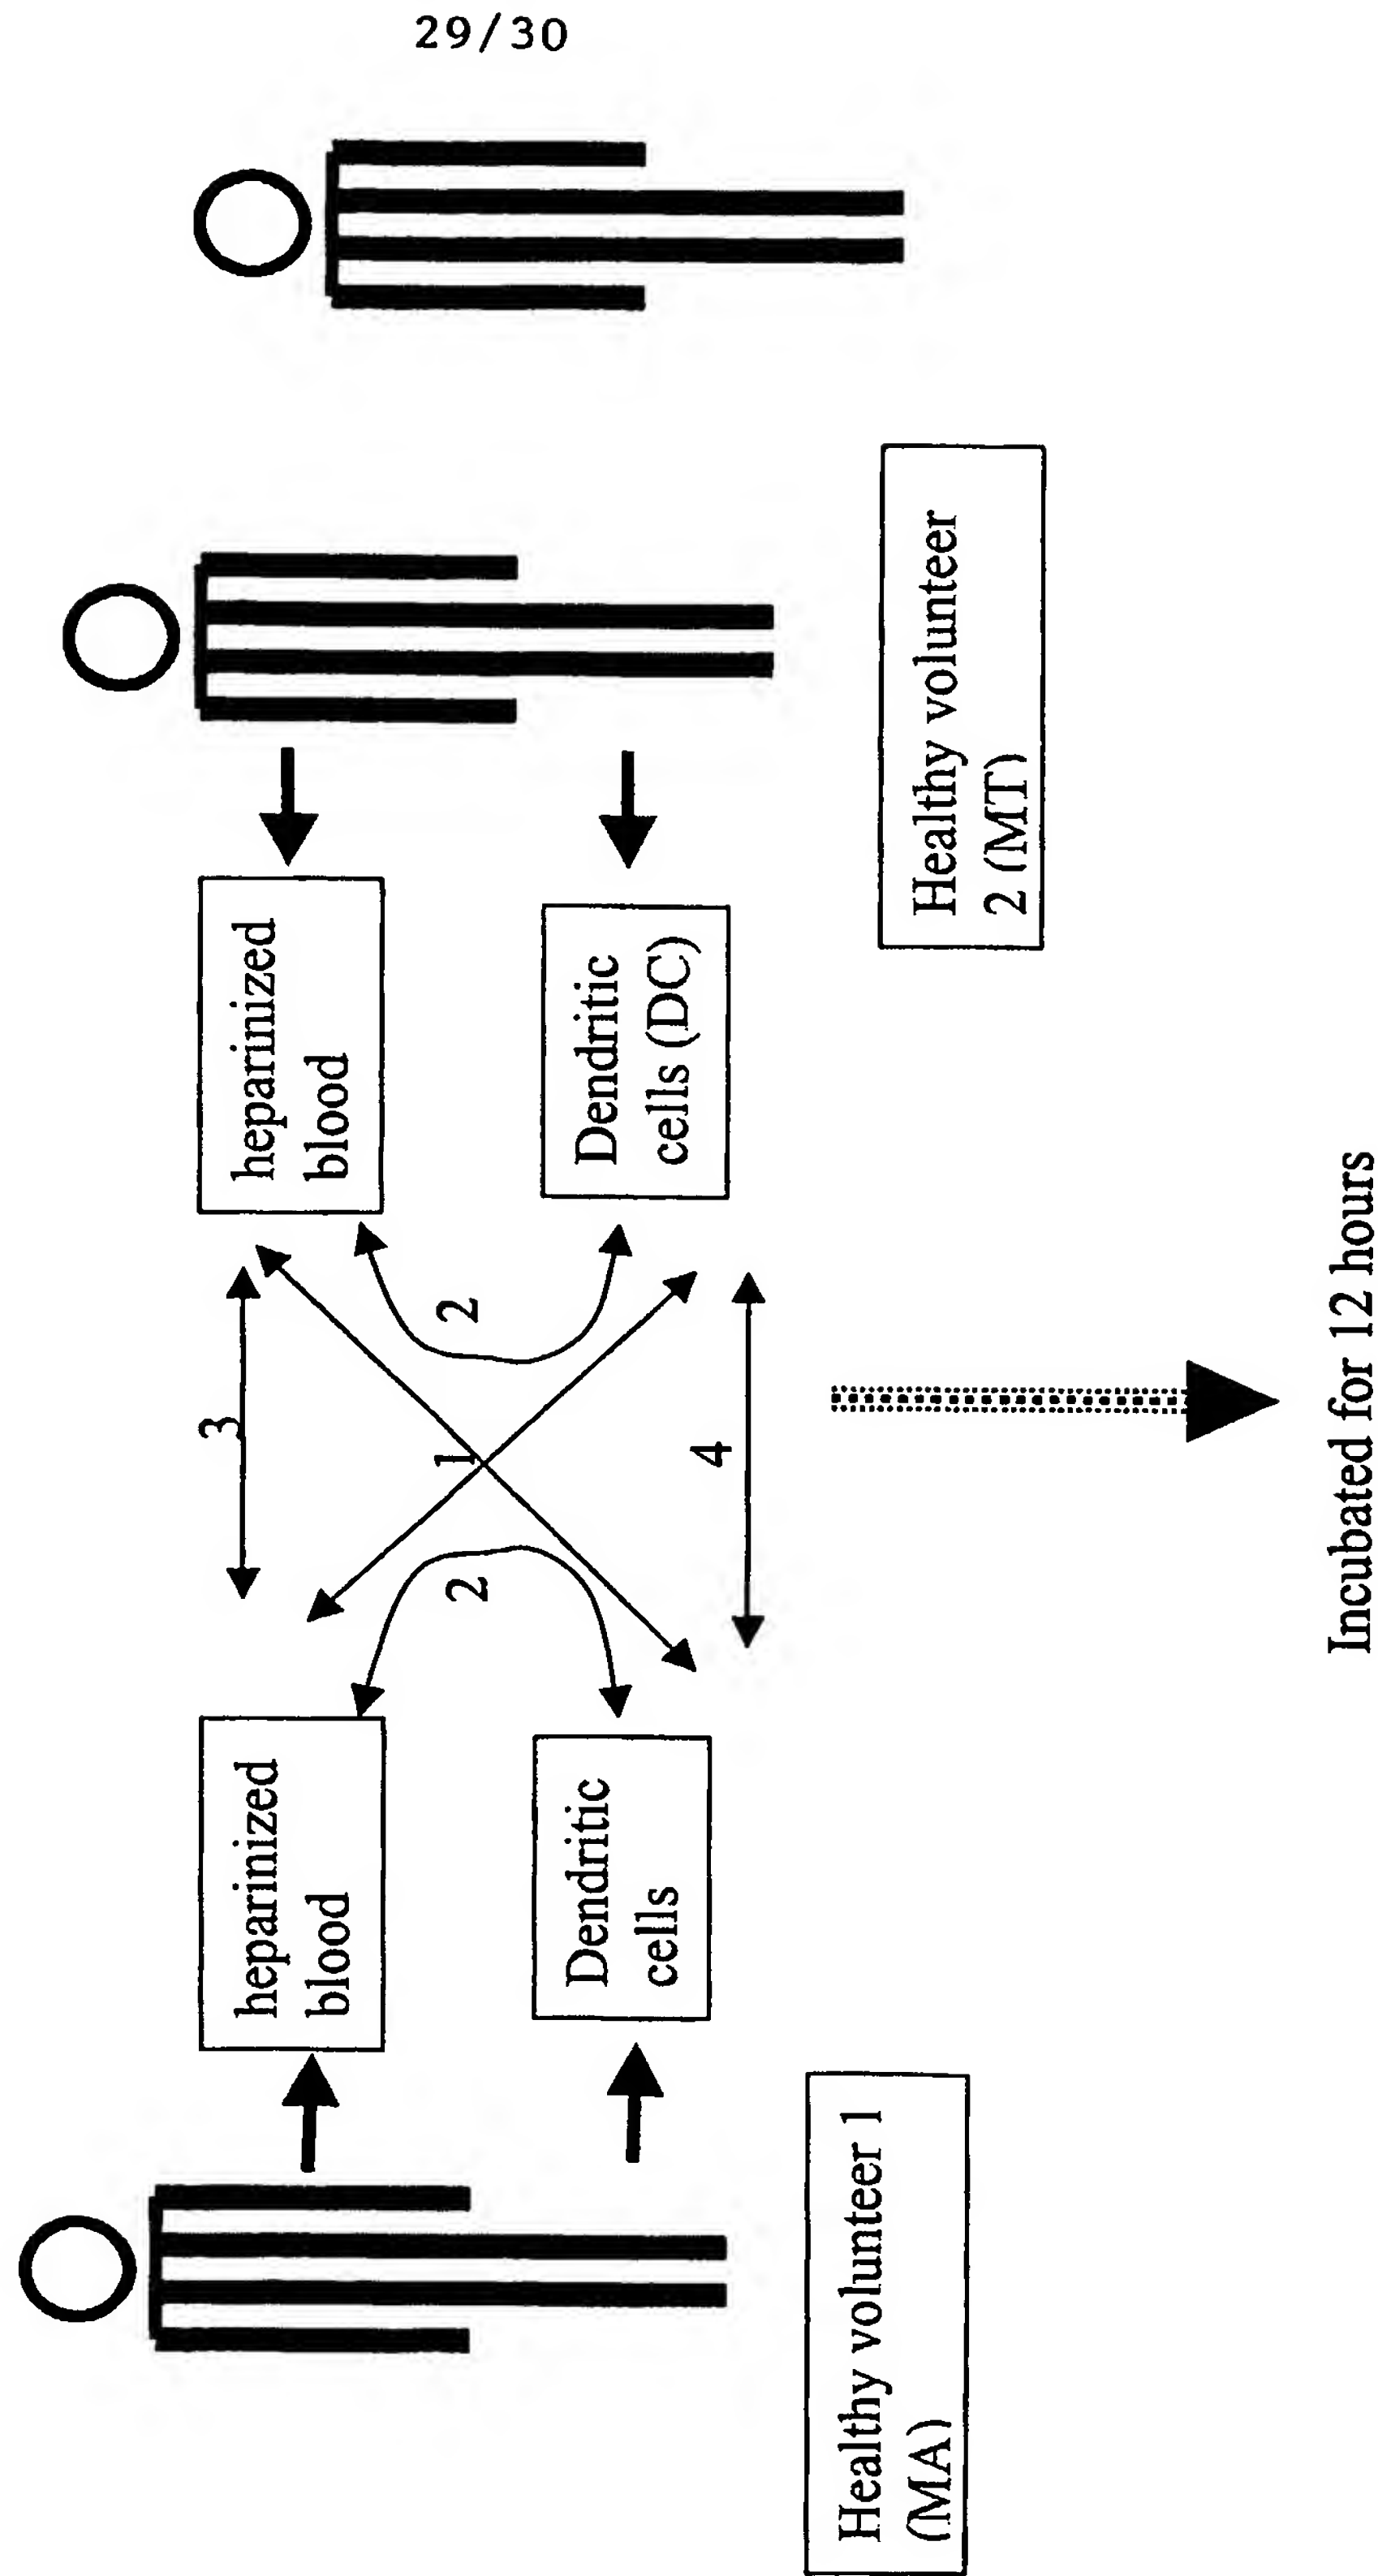 29/30
heparinized
blood
3
heparinized
blood
2
1
2
Dendritic
cells
4
Dendritic
cells (DC)
Healthy volunteer 1
(MA)
Healthy volunteer
2 (MT)
Incubated for 12 hours